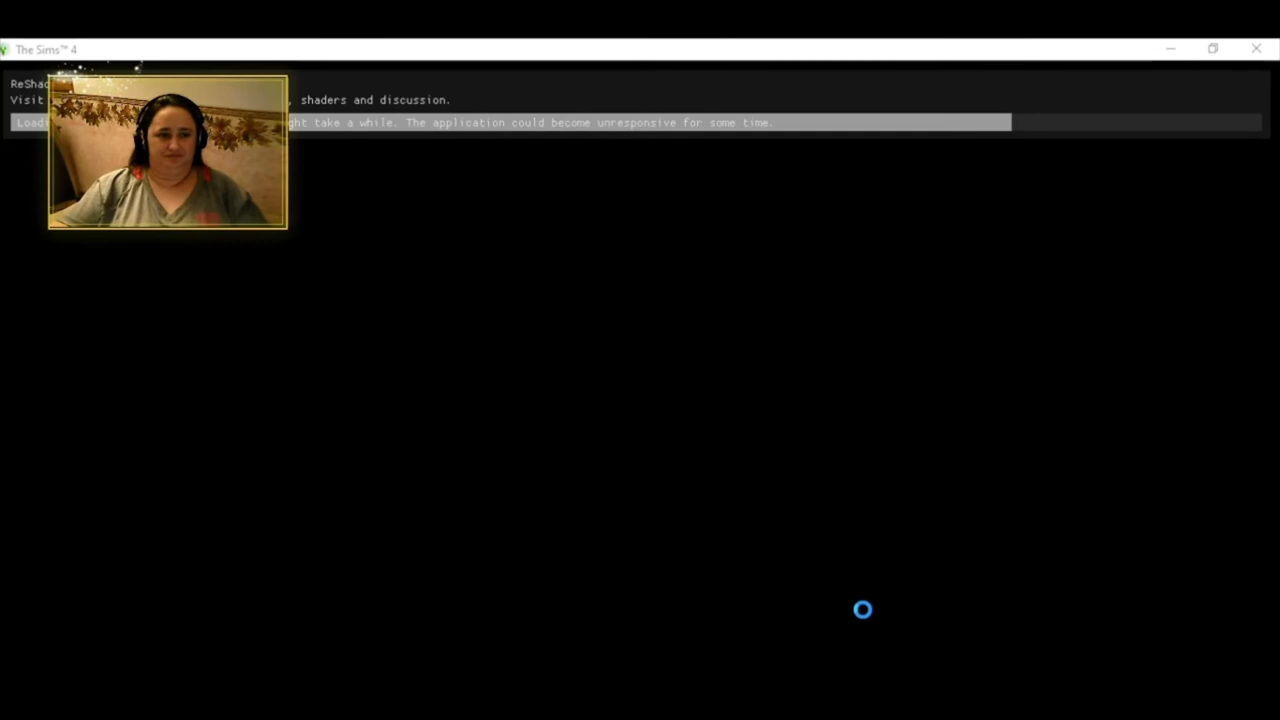 The Sims™ 4
ReShad
Visit , shaders and discussion.
Loadi ght take a while. The application could become unresponsive for some time.